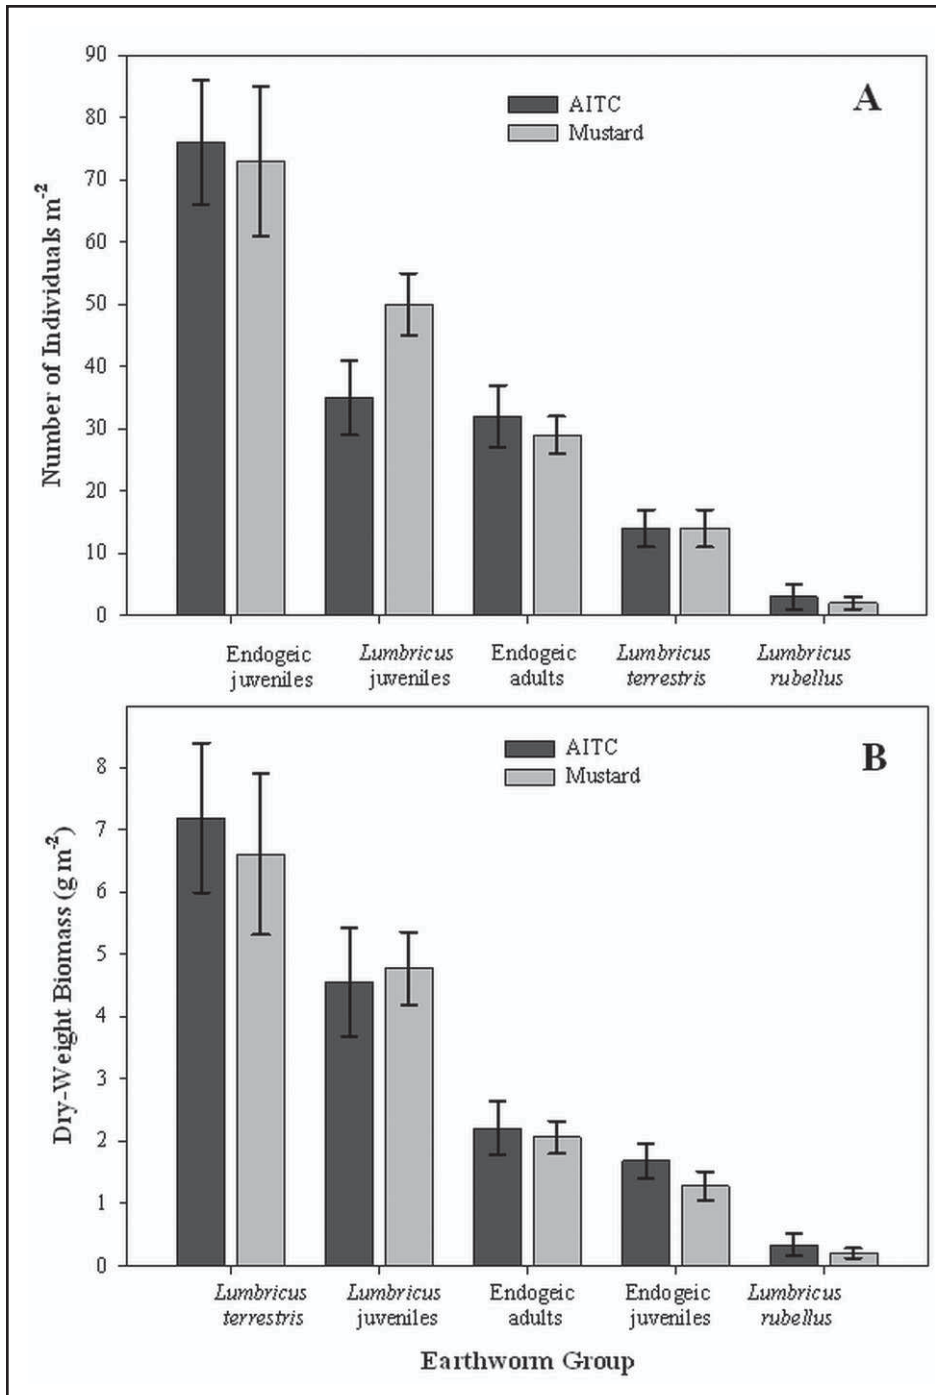 A
AITC
Mustard
90
80
70
60
50
40
30
20
10
0
Number of Individuals m-2
Endogeic juveniles
Lumbricus juveniles
Endogeic adults
Lumbricus terrestris
Lumbricus rubellus
B
AITC
Mustard
8
7
6
5
4
3
2
1
0
Dry-Weight Biomass (g m-2)
Lumbricus terrestris
Lumbricus juveniles
Endogeic adults
Endogeic juveniles
Lumbricus rubellus
Earthworm Group